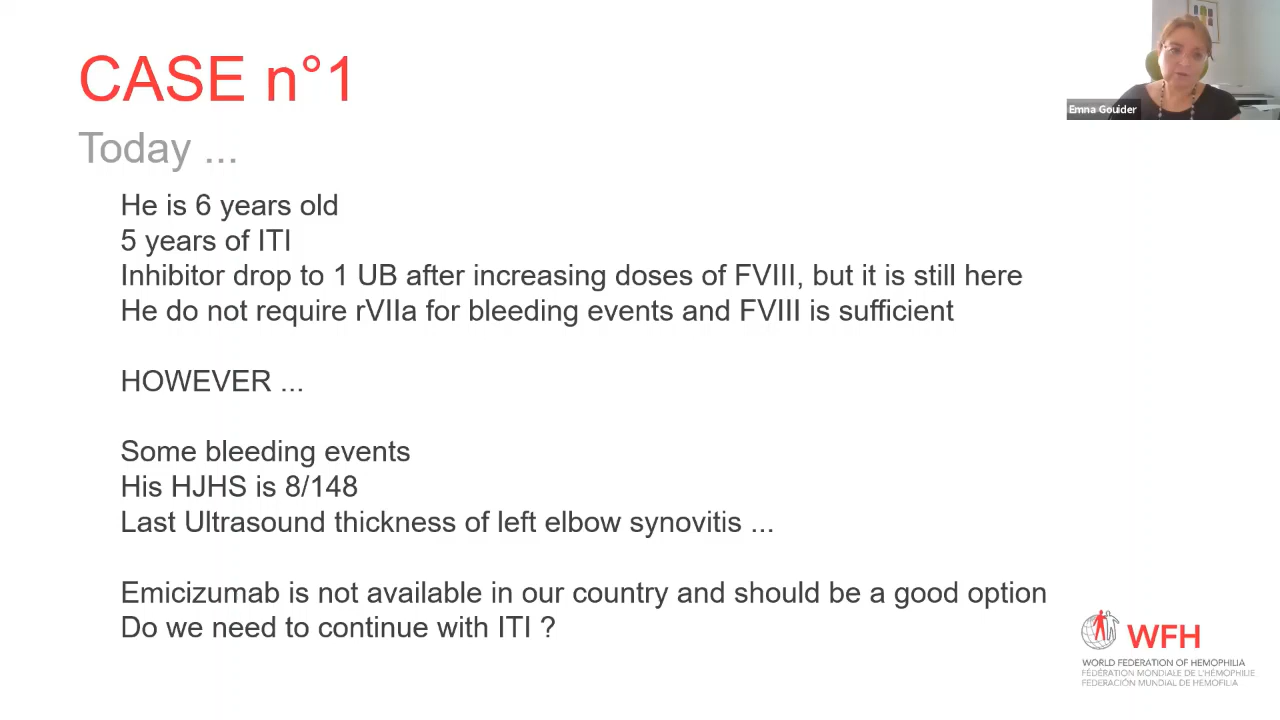 CASE n°1
Today ...
He is 6 years old
5 years of ITI
Inhibitor drop to 1 UB after increasing doses of FVIII, but it is still here
He do not require rVIIa for bleeding events and FVIII is sufficient
HOWEVER ...
Some bleeding events
His HJHS is 8/148
Last Ultrasound thickness of left elbow synovitis ...
Emicizumab is not available in our country and should be a good option
Do we need to continue with ITI ?
Emna Gouider
WFH
WORLD FEDERATION OF HEMOPHILIA
FÉDÉRATION MONDIALE DE L'HÉMOPHILIE
FEDERACIÓN MUNDIAL DE HEMOFILIA